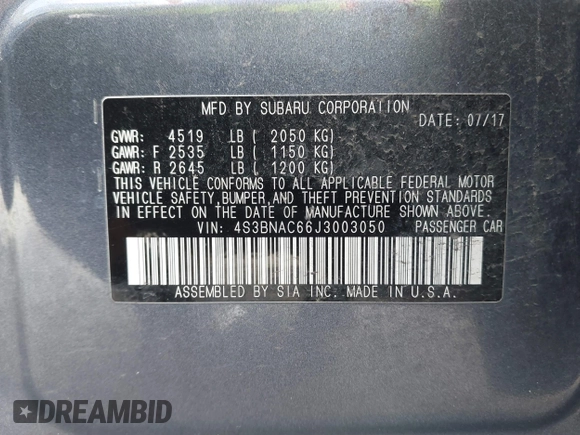 MFD BY SUBARU CORPORATION
DATE: 07/17
GVWR: 4519 LB ( 2050 KG)
GAWR: F 2535 LB ( 1150 KG)
GAWR: R 2645 LB ( 1200 KG)
THIS VEHICLE CONFORMS TO ALL APPLICABLE FEDERAL MOTOR
VEHICLE SAFETY,BUMPER,AND THEFT PREVENTION STANDARDS
IN EFFECT ON THE DATE OF MANUFACTURE SHOWN ABOVE.
VIN: 4S3BNAC66J3003050 PASSENGER CAR
ASSEMBLED BY SIA INC. MADE IN U.S.A.
DREAMBID